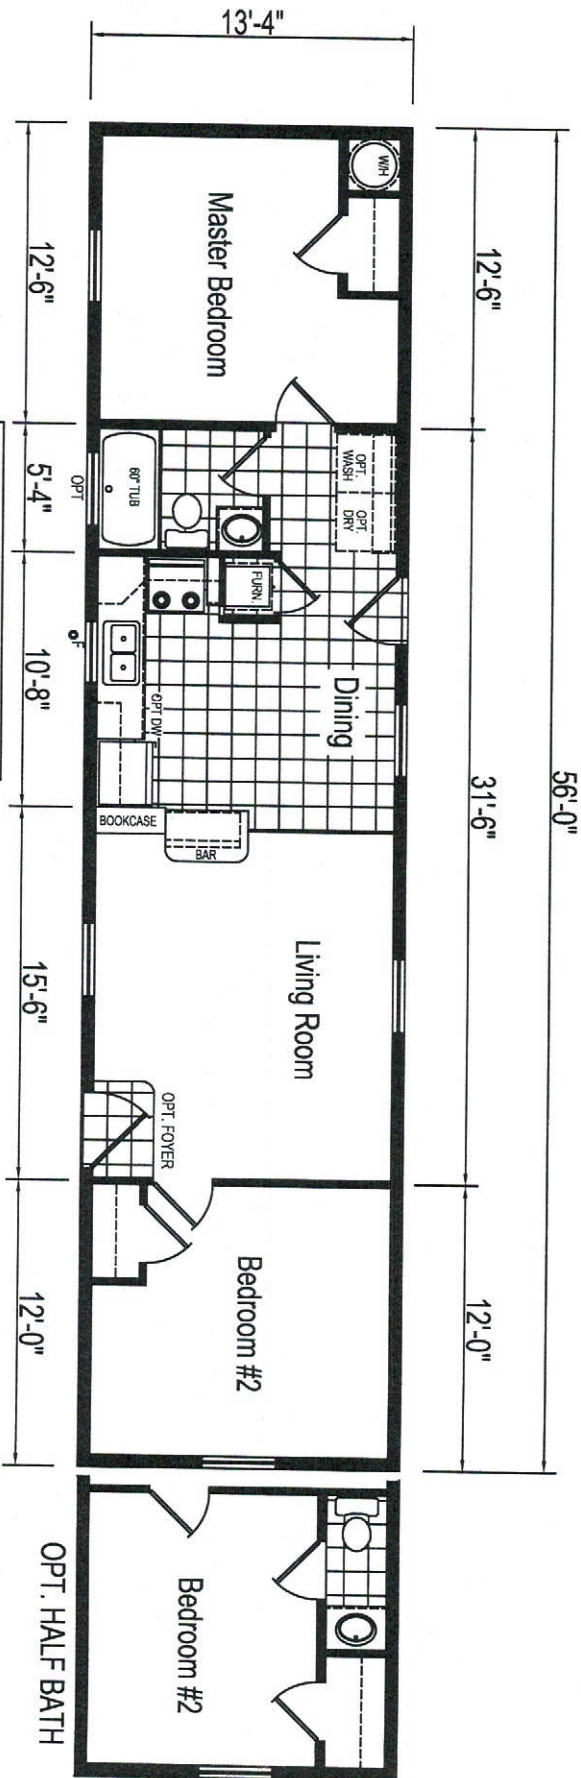 56'-0"
12'-6"
31'-6"
12'-0"
13'-4"
W/H
Master Bedroom
OPT.
WASH
OPT.
DRY
60" TUB
FURN.
Dining
OPT DW
BOOKCASE
BAR
Living Room
OPT. FOYER
Bedroom #2
Bedroom #2
OPT. HALF BATH
OPT
F
12'-6"
5'-4"
10'-8"
15'-6"
12'-0"